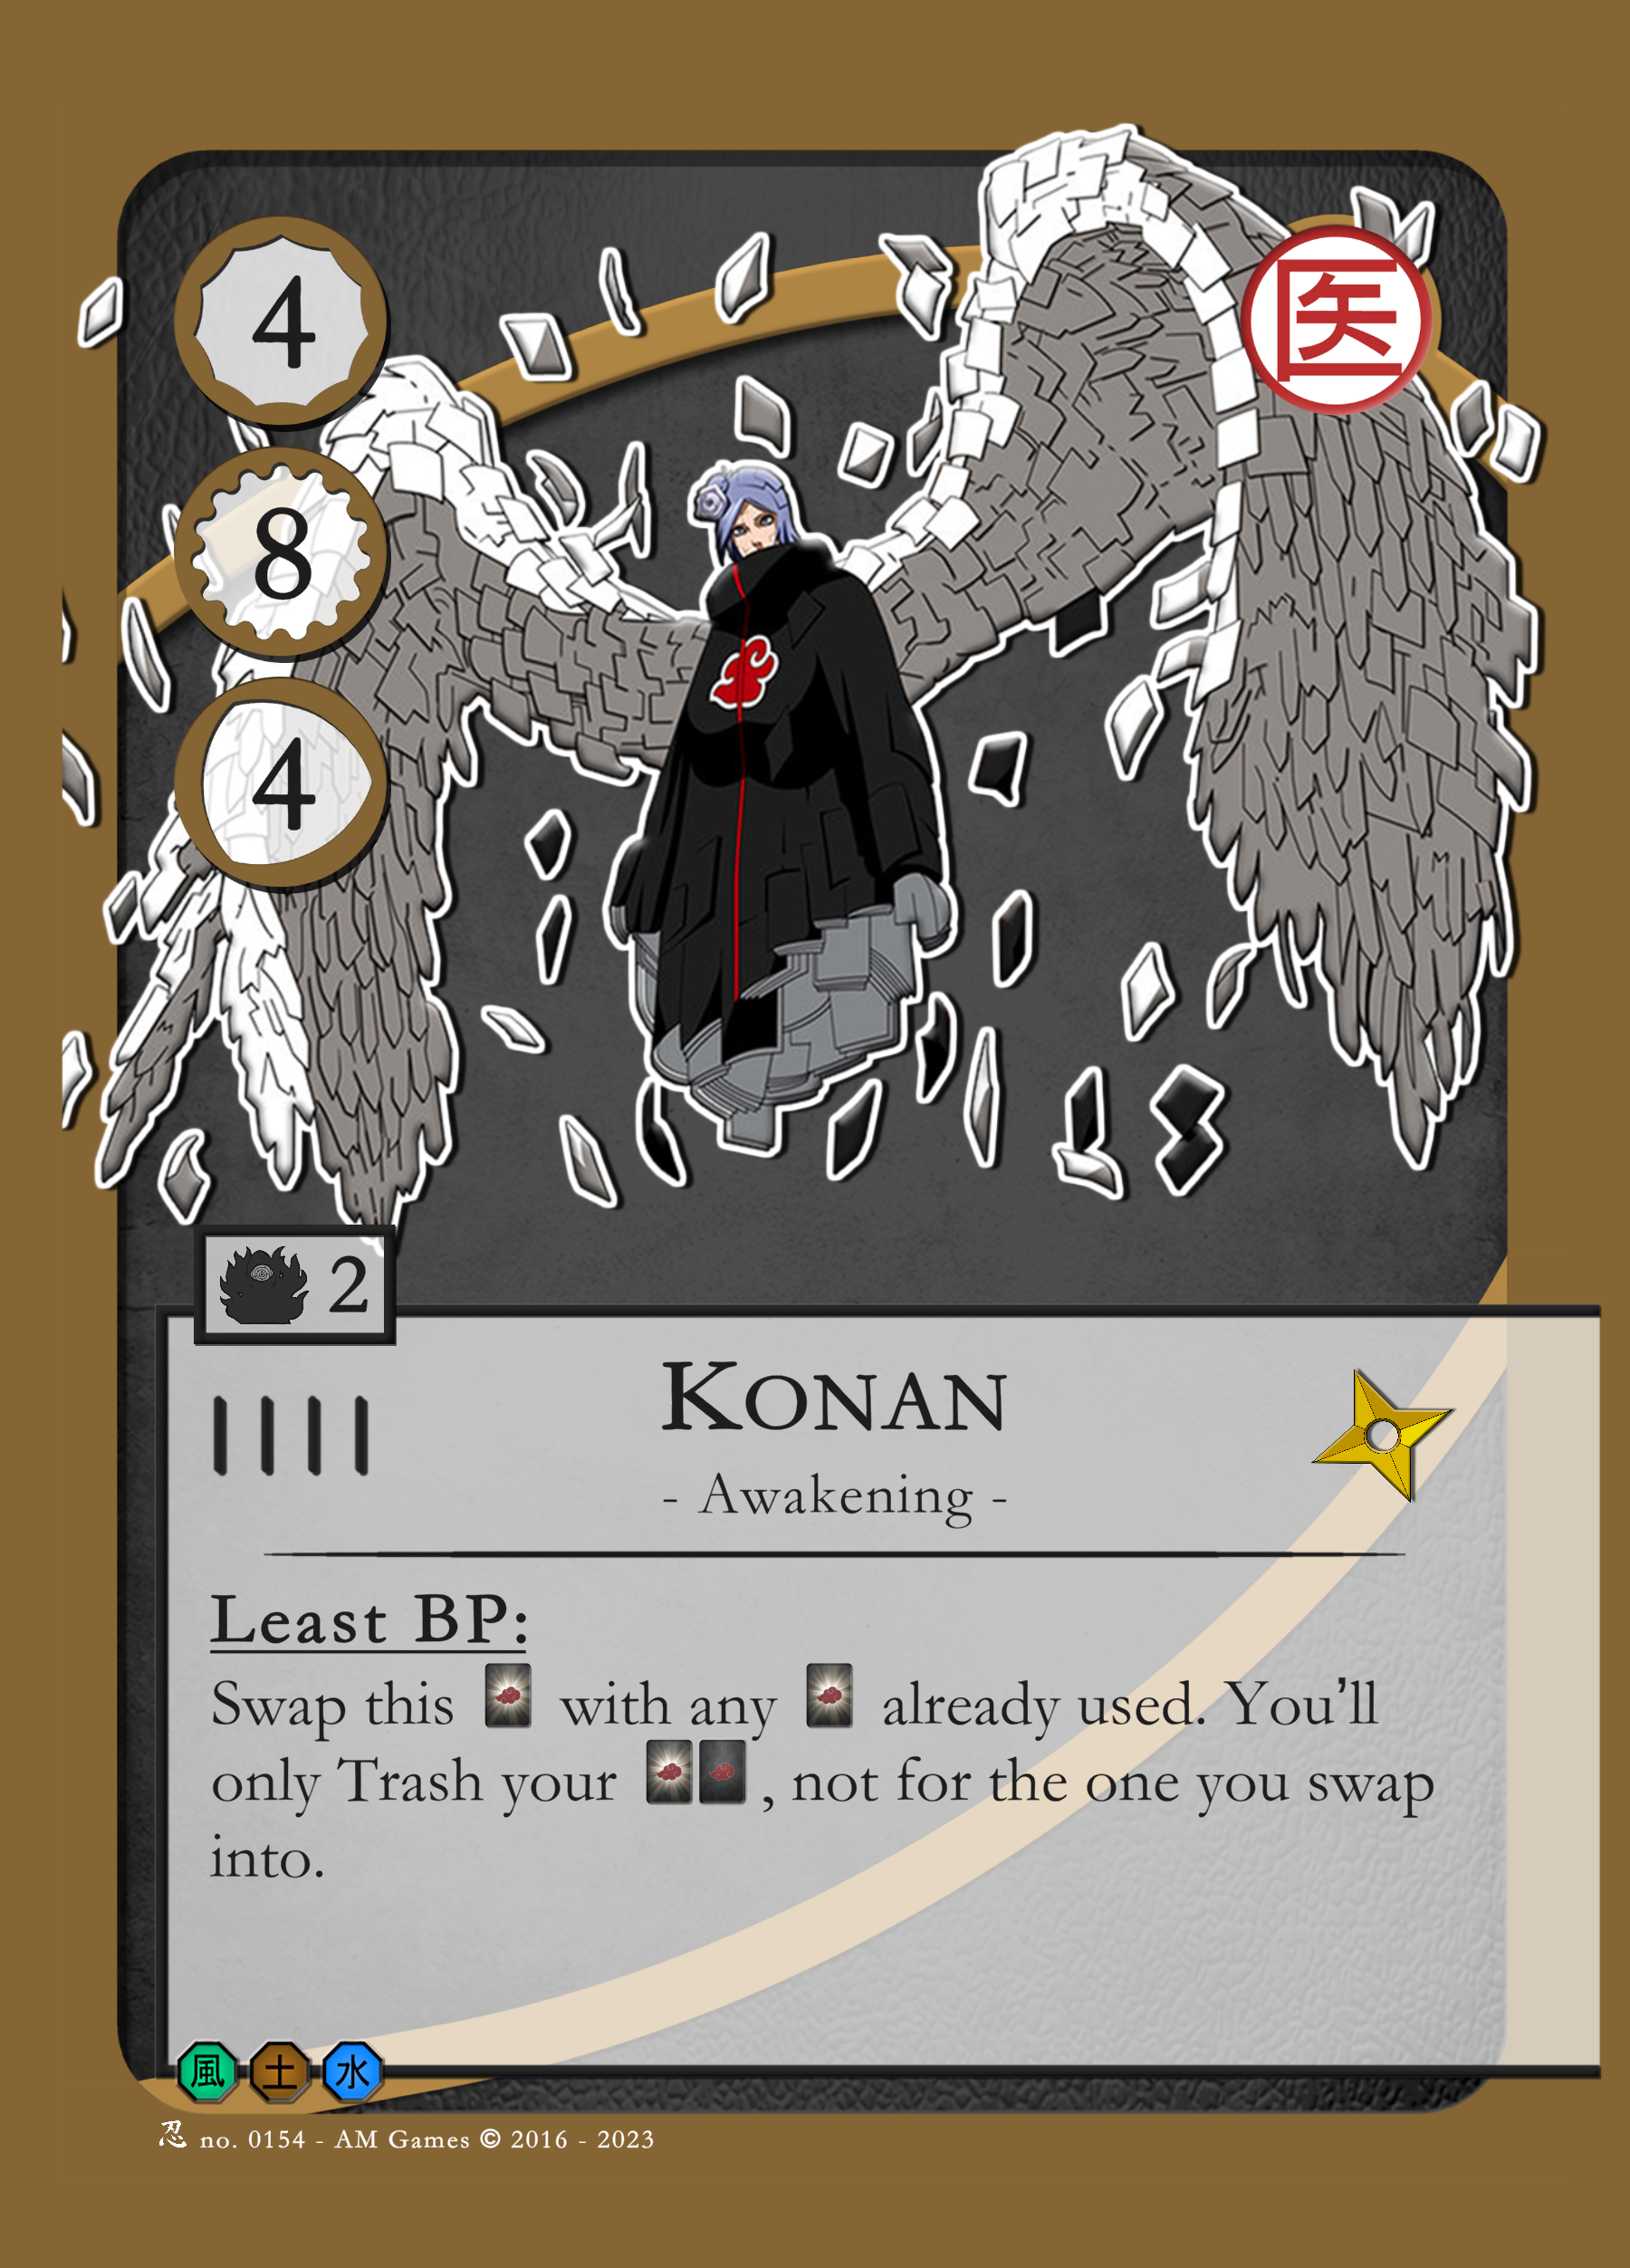 4
医
8
4
2
Konan
- Awakening -
Least BP:
Swap this with any already used. You'll
only Trash your , not for the one you swap
into.
風 土 水
忍 no. 0154 - AM Games © 2016 - 2023